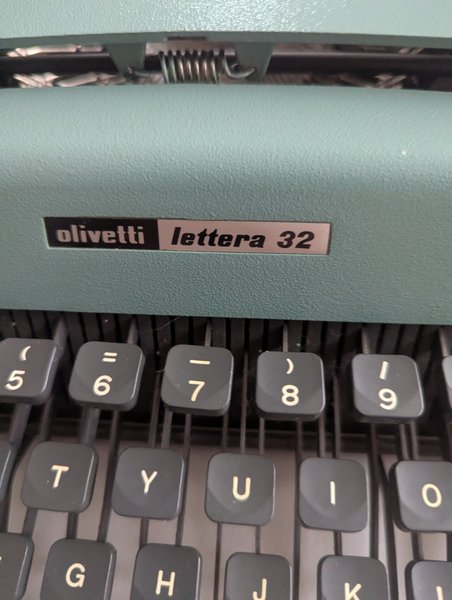 olivetti lettera 32
( = _ ) /
5 6 7 8 9
T Y U I O
G H J K